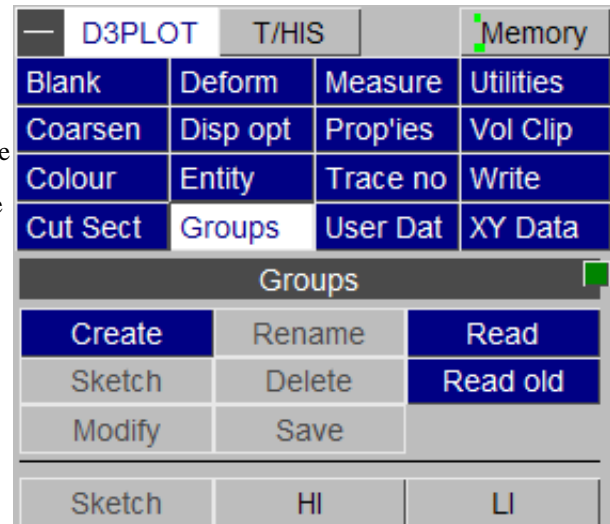 D3PLOT T/HIS Memory
Blank Deform Measure Utilities
Coarsen Disp opt Prop'ies Vol Clip
e
Colour Entity Trace no Write
e
Cut Sect Groups User Dat XY Data
Groups
Create Rename Read
Sketch Delete Read old
Modify Save
Sketch HI LI